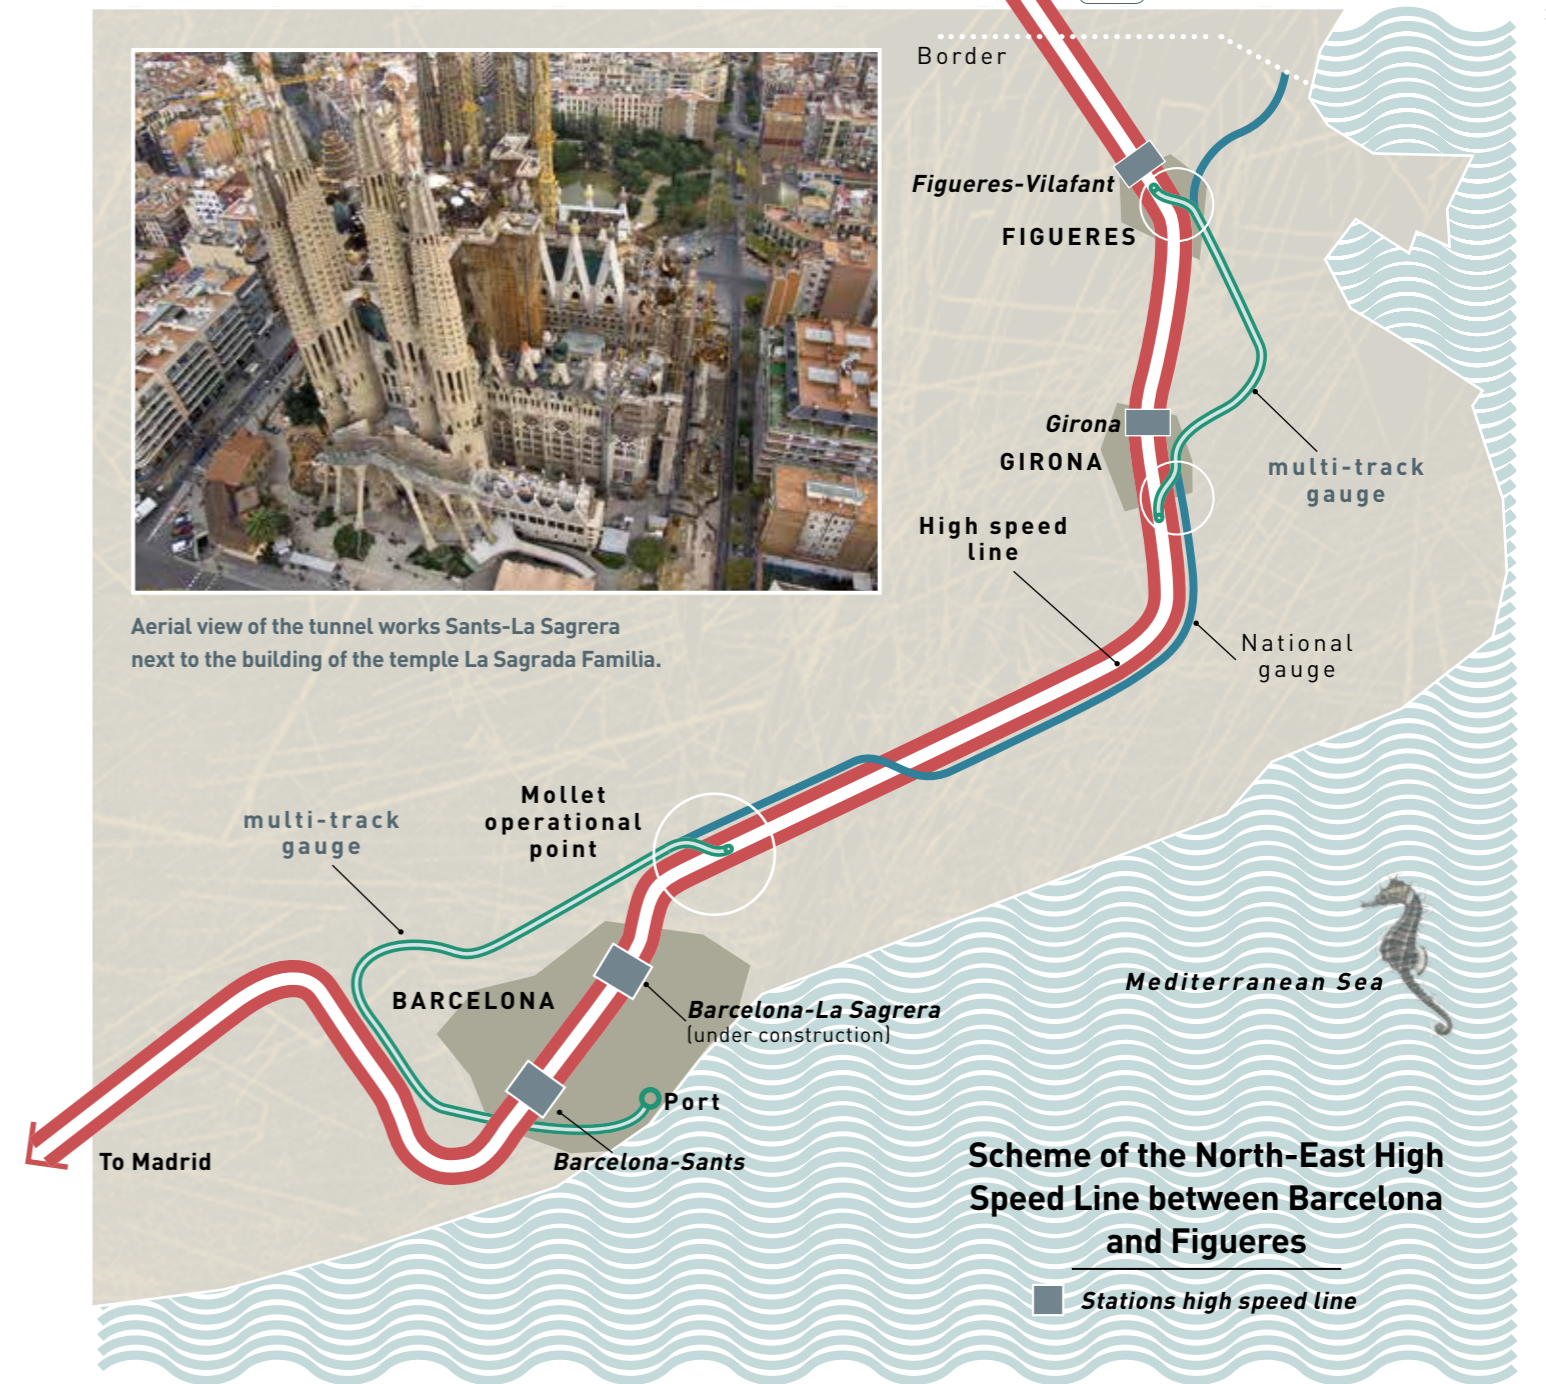 Border
Figueres-Vilafant
FIGUERES
Girona
GIRONA
multi-track
gauge
High speed
line
Aerial view of the tunnel works Sants-La Sagrera
next to the building of the temple La Sagrada Familia.
National
gauge
Mollet
operational
point
multi-track
gauge
Mediterranean Sea
BARCELONA
Barcelona-La Sagrera
(under construction)
Port
To Madrid
Barcelona-Sants
Scheme of the North-East High
Speed Line between Barcelona
and Figueres
Stations high speed line